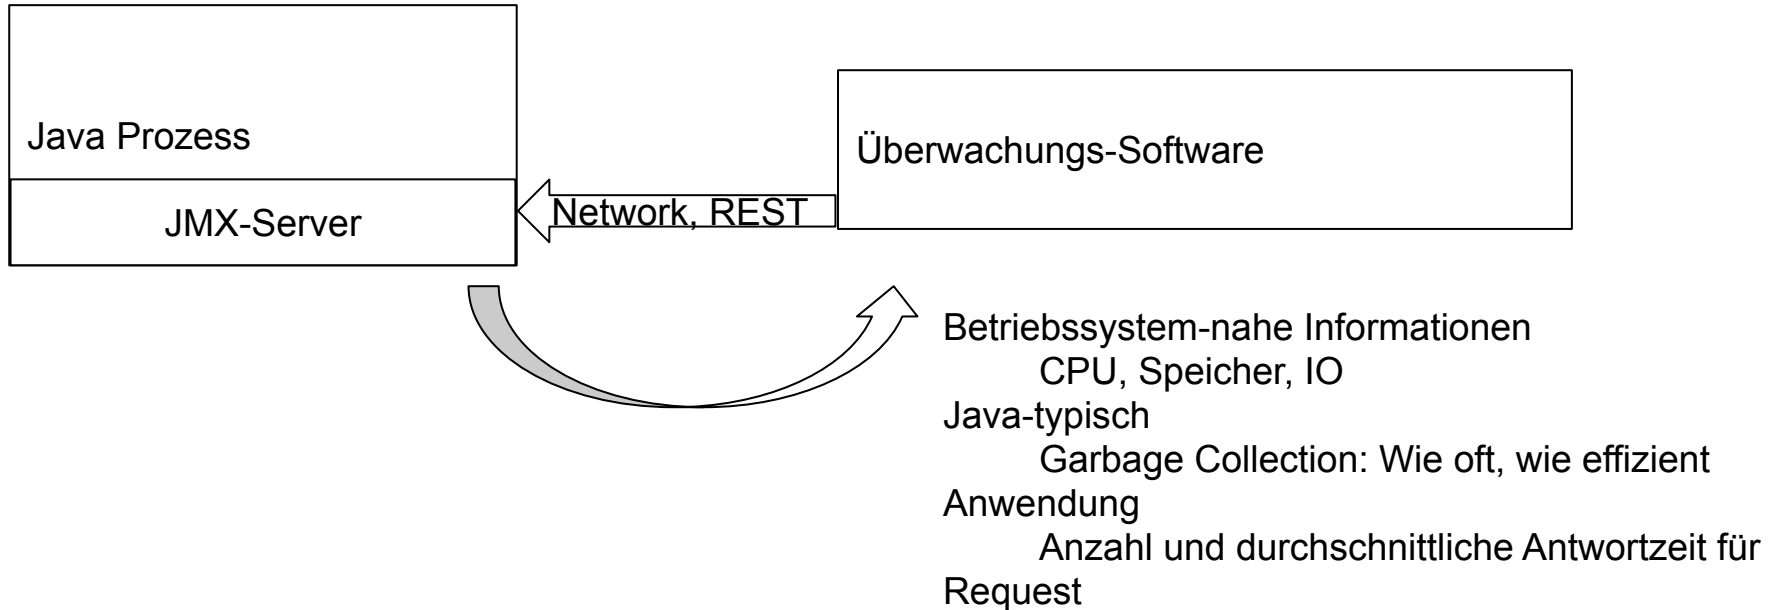 Java Prozess
JMX-Server
Network, REST
Überwachungs-Software
Betriebssystem-nahe Informationen
CPU, Speicher, IO
Java-typisch
Garbage Collection: Wie oft, wie effizient
Anwendung
Anzahl und durchschnittliche Antwortzeit für
Request